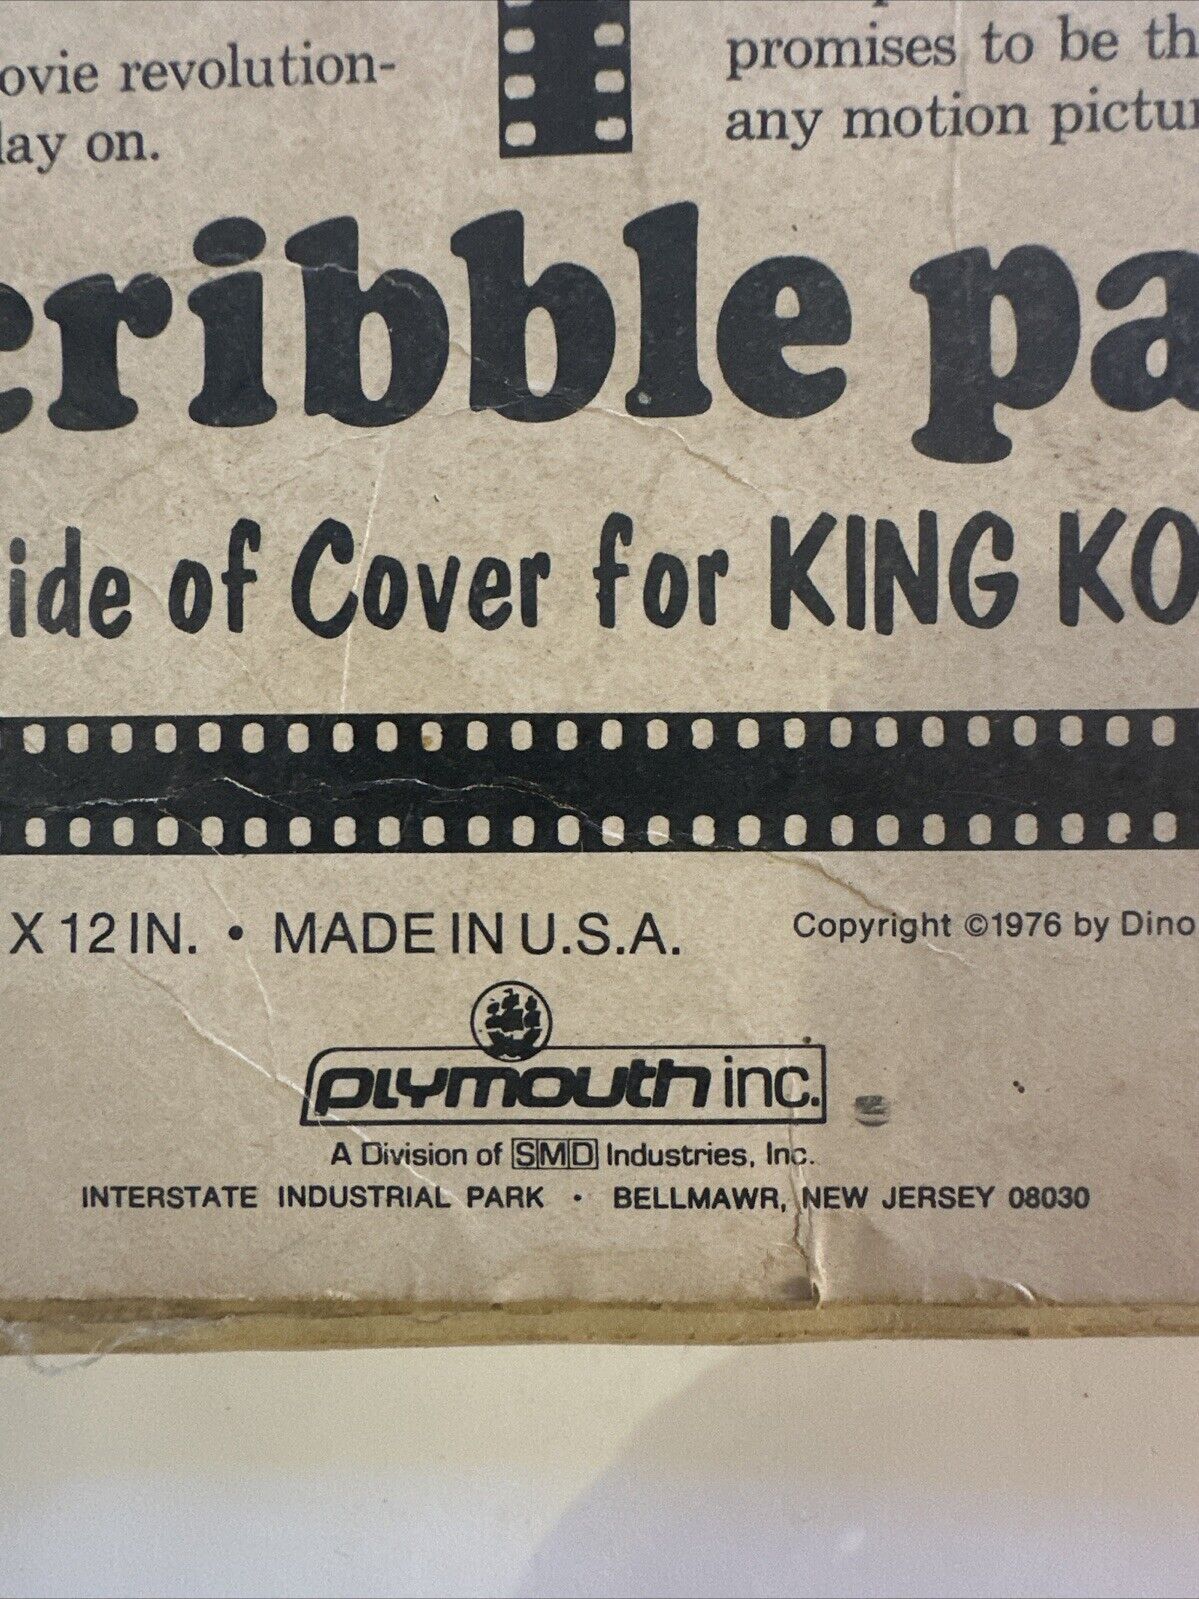 ovie revolution-
promises to be th
lay on.
any motion pictur
cribble pa
ide of Cover for KING KO
X 12 IN. • MADE IN U.S.A.
Copyright ©1976 by Dino
plymouth inc.
A Division of SMD Industries, Inc.
INTERSTATE INDUSTRIAL PARK • BELLMAWR, NEW JERSEY 08030